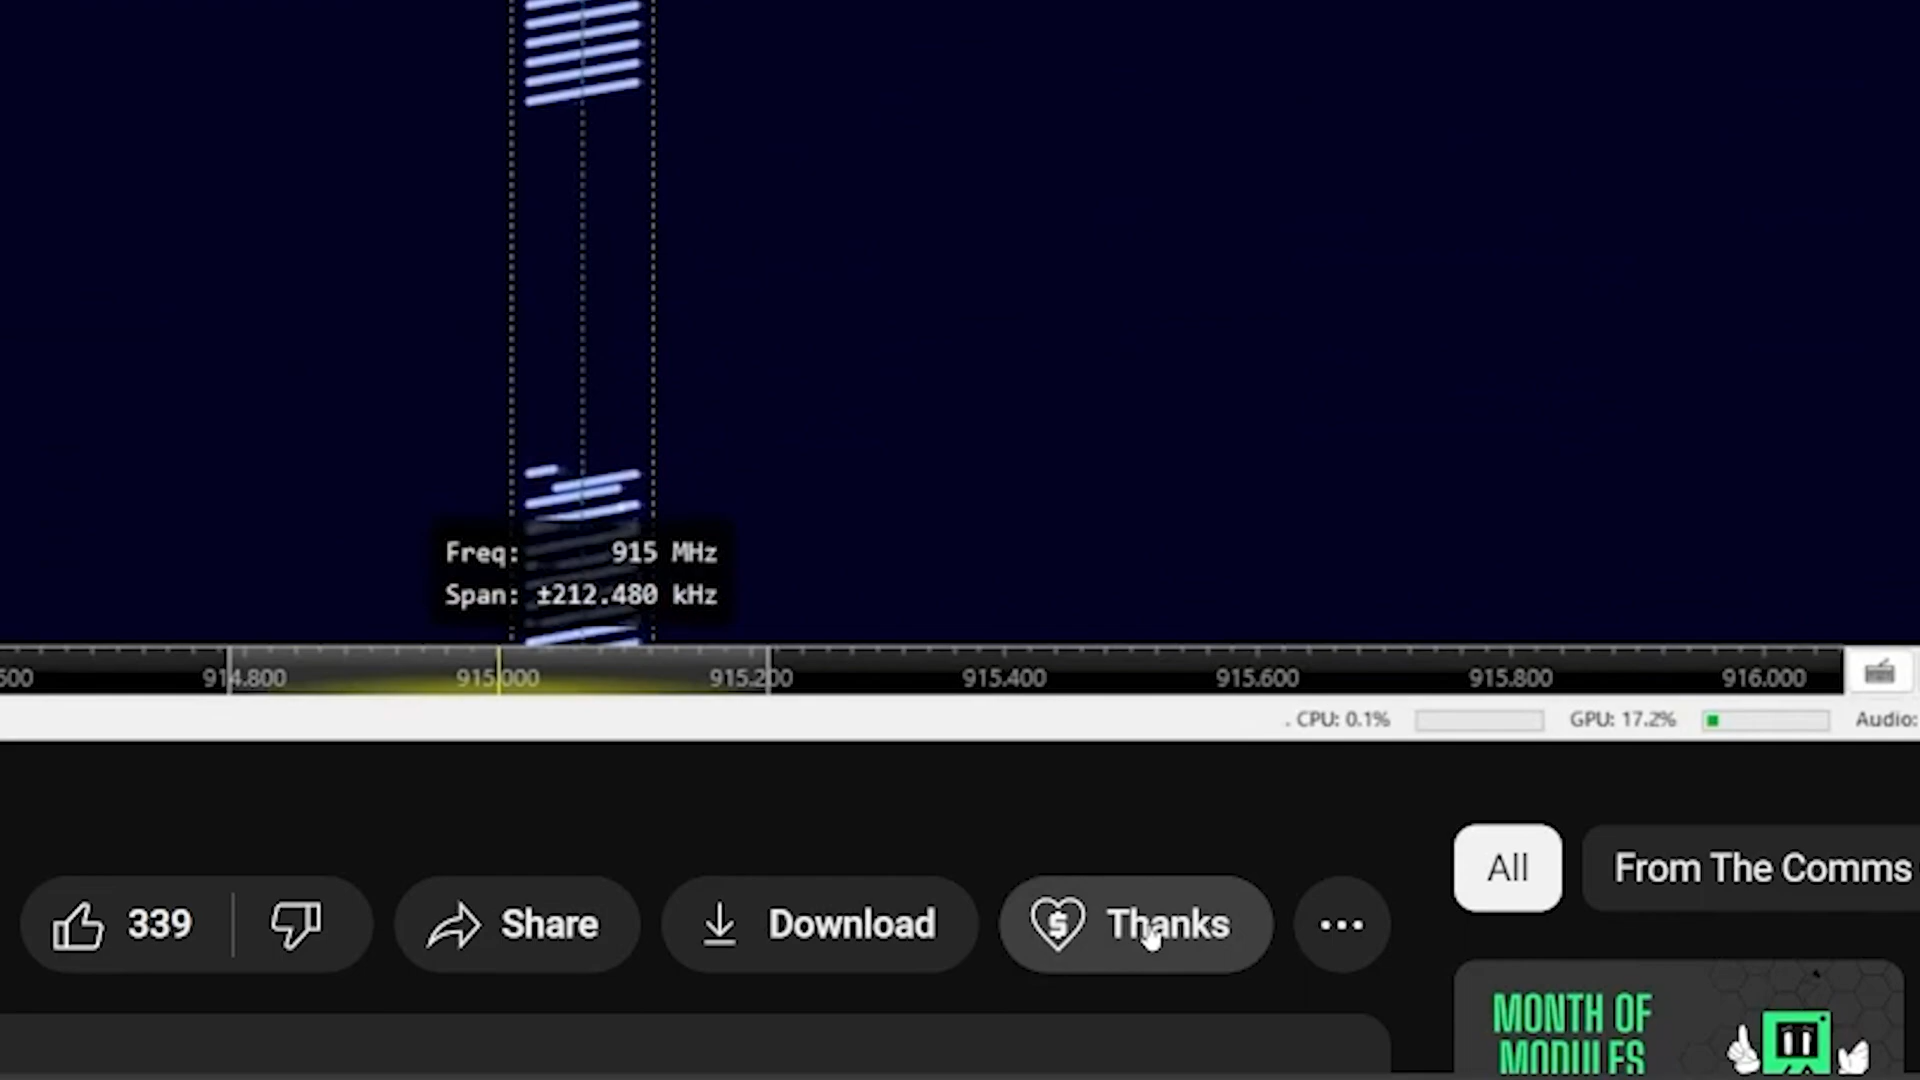 Freq: 915 MHz
Span: ±212.480 kHz
500 914.800 915.000 915.200 915.400 915.600 915.800 916.000
. CPU: 0.1% GPU: 17.2% Audio:
339 Share Download Thanks
All From The Comms
MONTH OF
MODULES